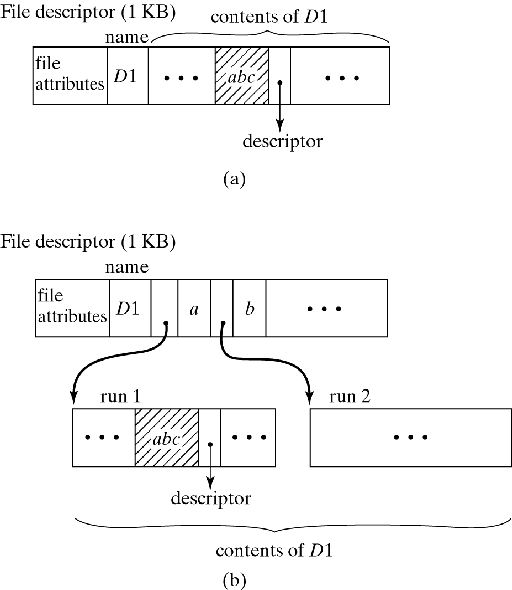 File descriptor (1 KB)
contents of D1
name
file
attributes
D1
• • •
abc
• • •
descriptor
(a)
File descriptor (1 KB)
name
file
attributes
D1
a
b
• • •
run 1
run 2
• • •
abc
• • •
• • •
descriptor
contents of D1
(b)